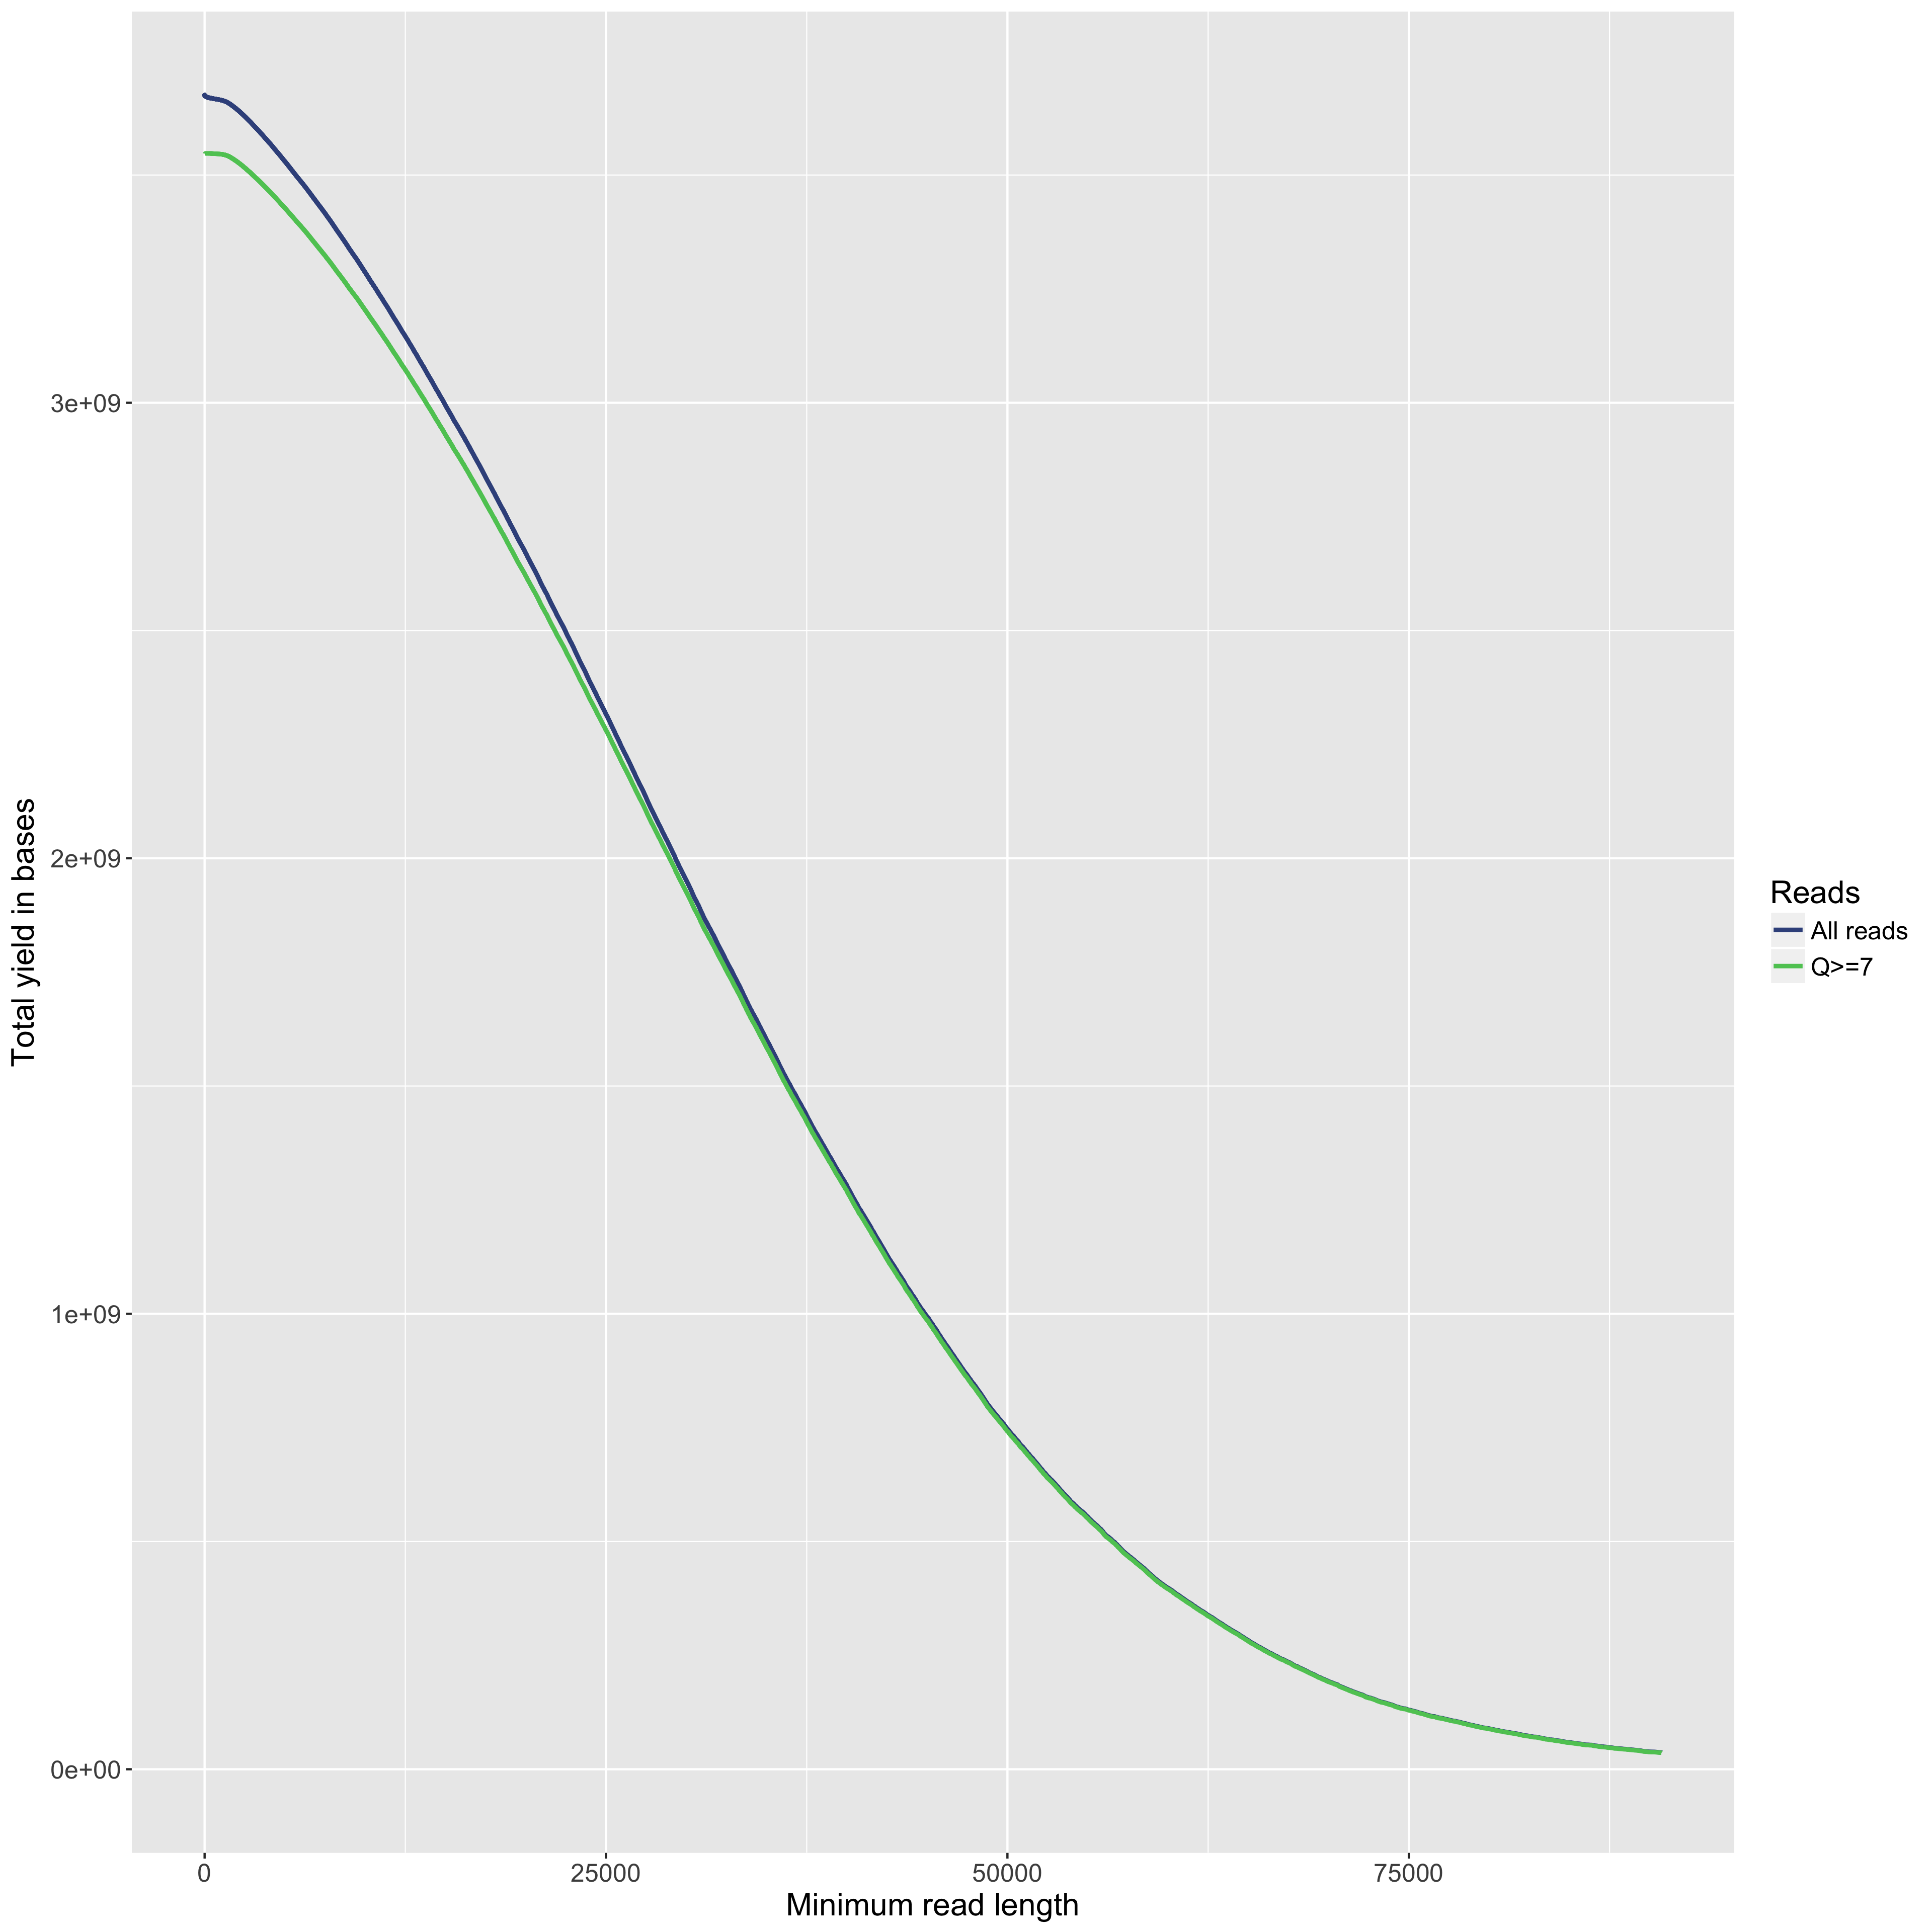 Total yield in bases
3e+09
2e+09
1e+09
0e+00
0
25000
50000
75000
Minimum read length
Reads
All reads
Q>=7